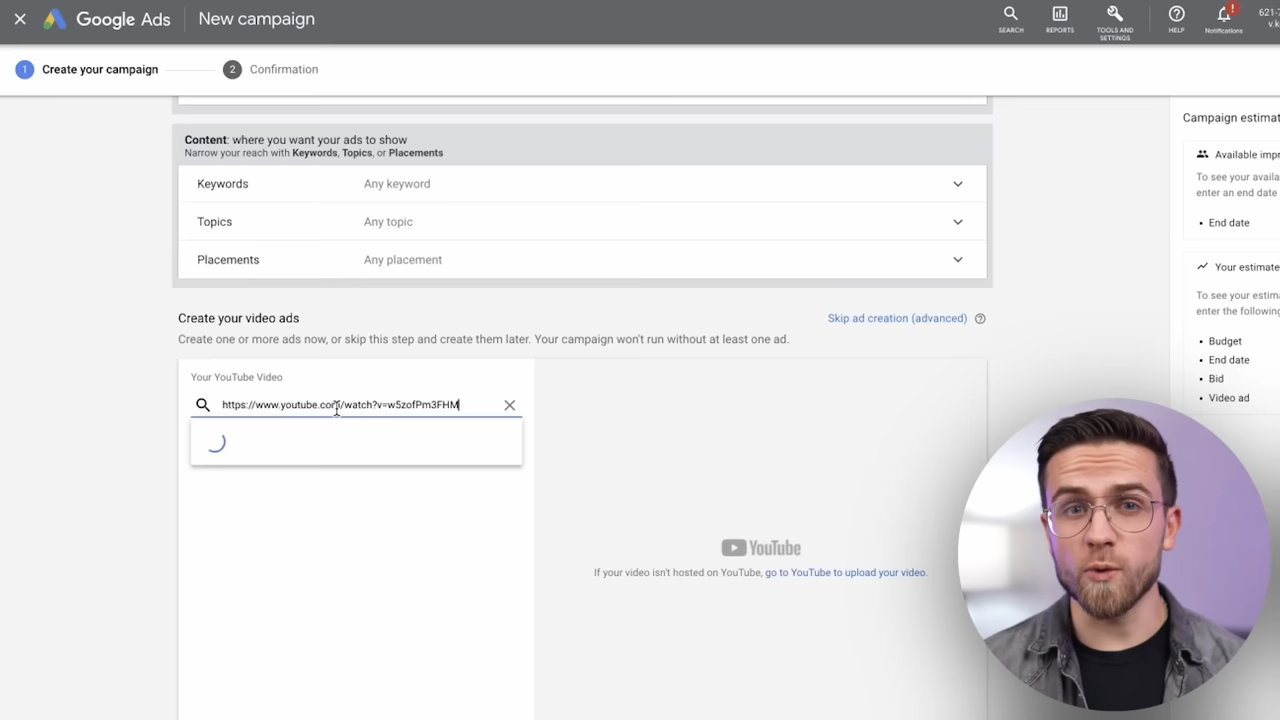 Google Ads
New campaign
SEARCH
REPORTS
TOOLS AND
SETTINGS
HELP
!
Notifications
621-7
v.k
1
Create your campaign
2
Confirmation
Content: where you want your ads to show
Narrow your reach with Keywords, Topics, or Placements
Keywords
Any keyword
Topics
Any topic
Placements
Any placement
Create your video ads
Skip ad creation (advanced)
?
Create one or more ads now, or skip this step and create them later. Your campaign won't run without at least one ad.
Your YouTube Video
https://www.youtube.com/watch?v=w5zofPm3FHM
YouTube
If your video isn't hosted on YouTube, go to YouTube to upload your video.
Campaign estimat
Available impr
To see your availa
enter an end date
• End date
Your estimate
To see your estim
enter the following
• Budget
• End date
• Bid
• Video ad